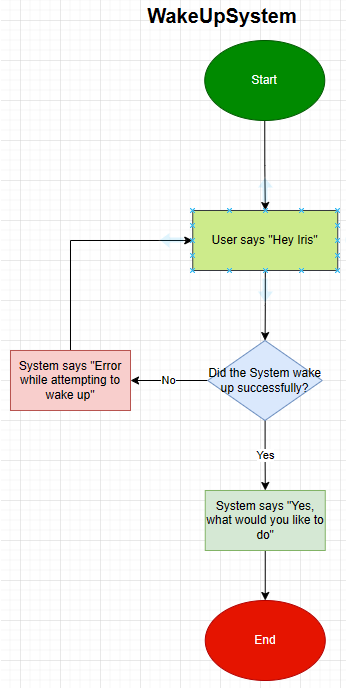 WakeUpSystem
Start
User says "Hey Iris"
Did the System wake
up successfully?
No
System says "Error
while attempting to
wake up"
Yes
System says "Yes,
what would you like to
do"
End